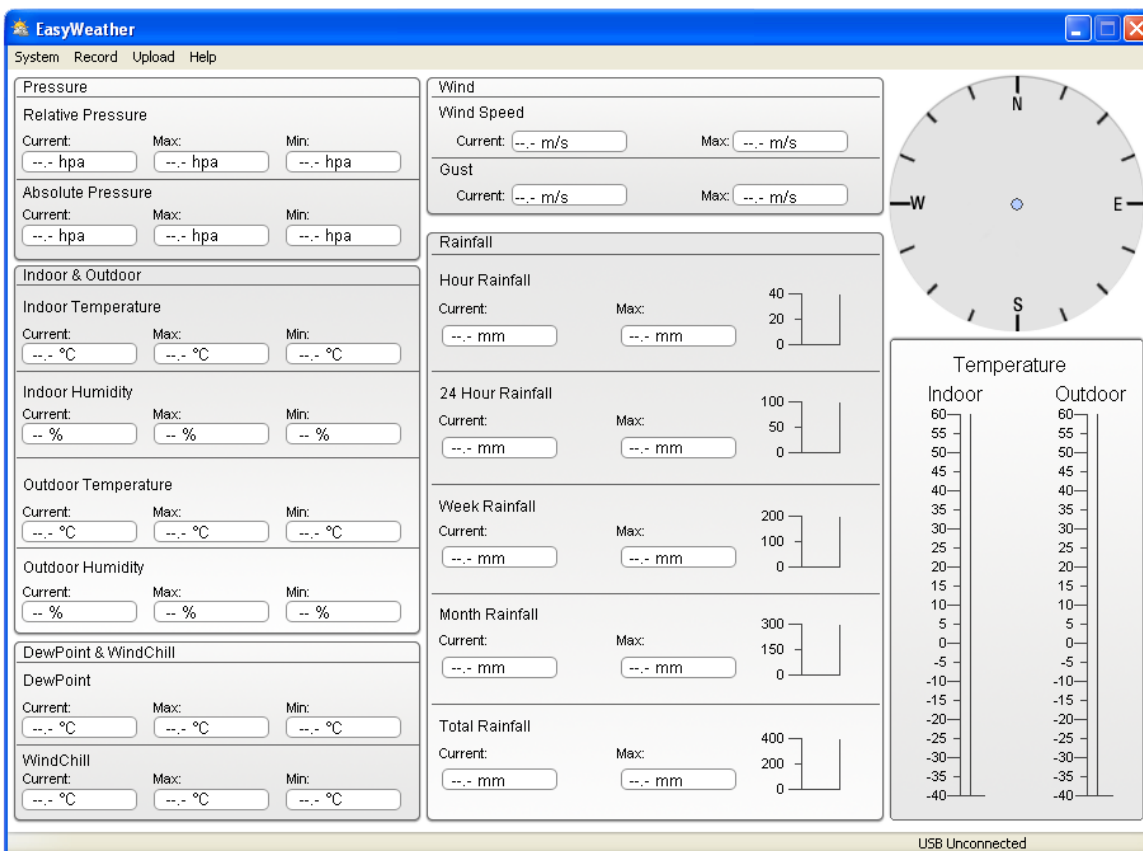 EasyWeather
System Record Upload Help
Pressure
Relative Pressure
Current: Max: Min:
--.- hpa --.- hpa --.- hpa
Absolute Pressure
Current: Max: Min:
--.- hpa --.- hpa --.- hpa
Indoor & Outdoor
Indoor Temperature
Current: Max: Min:
--.- °C --.- °C --.- °C
Indoor Humidity
Current: Max: Min:
-- % -- % -- %
Outdoor Temperature
Current: Max: Min:
--.- °C --.- °C --.- °C
Outdoor Humidity
Current: Max: Min:
-- % -- % -- %
DewPoint & WindChill
DewPoint
Current: Max: Min:
--.- °C --.- °C --.- °C
WindChill
Current: Max: Min:
--.- °C --.- °C --.- °C
Wind
Wind Speed
Current: --.- m/s Max: --.- m/s
Gust
Current: --.- m/s Max: --.- m/s
Rainfall
Hour Rainfall
Current: Max:
--.- mm --.- mm
40
20
0
24 Hour Rainfall
Current: Max:
--.- mm --.- mm
100
50
0
Week Rainfall
Current: Max:
--.- mm --.- mm
200
100
0
Month Rainfall
Current: Max:
--.- mm --.- mm
300
150
0
Total Rainfall
Current: Max:
--.- mm --.- mm
400
200
0
N
W E
S
Temperature
Indoor Outdoor
60 60
55 55
50 50
45 45
40 40
35 35
30 30
25 25
20 20
15 15
10 10
5 5
0 0
-5 -5
-10 -10
-15 -15
-20 -20
-25 -25
-30 -30
-35 -35
-40 -40
USB Unconnected